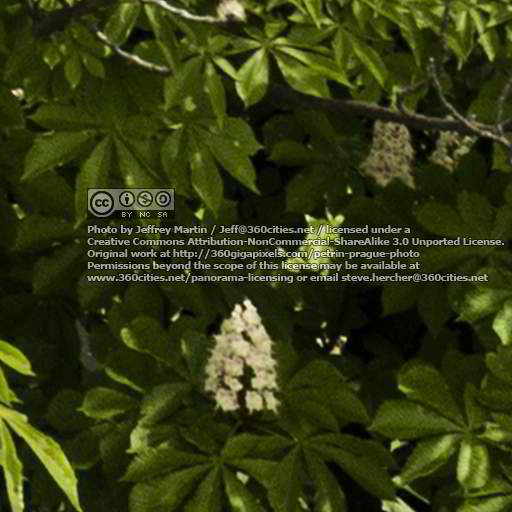 cc
BY NC SA
Photo by Jeffrey Martin / Jeff@360cities.net / licensed under a
Creative Commons Attribution-NonCommercial-ShareAlike 3.0 Unported License.
Original work at http://360gigapixels.com/petrin-prague-photo
Permissions beyond the scope of this license may be available at
www.360cities.net/panorama-licensing or email steve.hercher@360cities.net